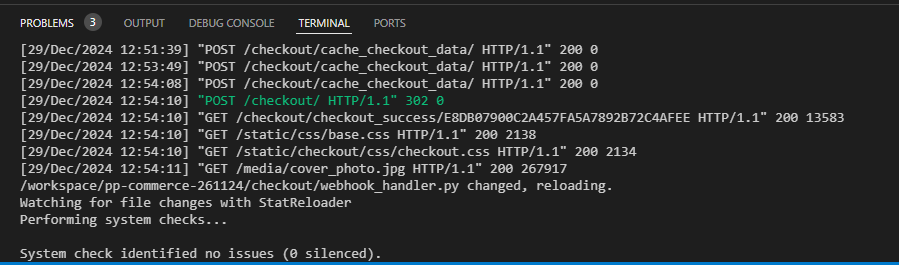 PROBLEMS 3 OUTPUT DEBUG CONSOLE TERMINAL PORTS
[29/Dec/2024 12:51:39] "POST /checkout/cache_checkout_data/ HTTP/1.1" 200 0
[29/Dec/2024 12:53:49] "POST /checkout/cache_checkout_data/ HTTP/1.1" 200 0
[29/Dec/2024 12:54:08] "POST /checkout/cache_checkout_data/ HTTP/1.1" 200 0
[29/Dec/2024 12:54:10] "POST /checkout/ HTTP/1.1" 302 0
[29/Dec/2024 12:54:10] "GET /checkout/checkout_success/E8DB07900C2A457FA5A7892B72C4AFEE HTTP/1.1" 200 13583
[29/Dec/2024 12:54:10] "GET /static/css/base.css HTTP/1.1" 200 2138
[29/Dec/2024 12:54:10] "GET /static/checkout/css/checkout.css HTTP/1.1" 200 2134
[29/Dec/2024 12:54:11] "GET /media/cover_photo.jpg HTTP/1.1" 200 267917
/workspace/pp-commerce-261124/checkout/webhook_handler.py changed, reloading.
Watching for file changes with StatReloader
Performing system checks...
System check identified no issues (0 silenced).